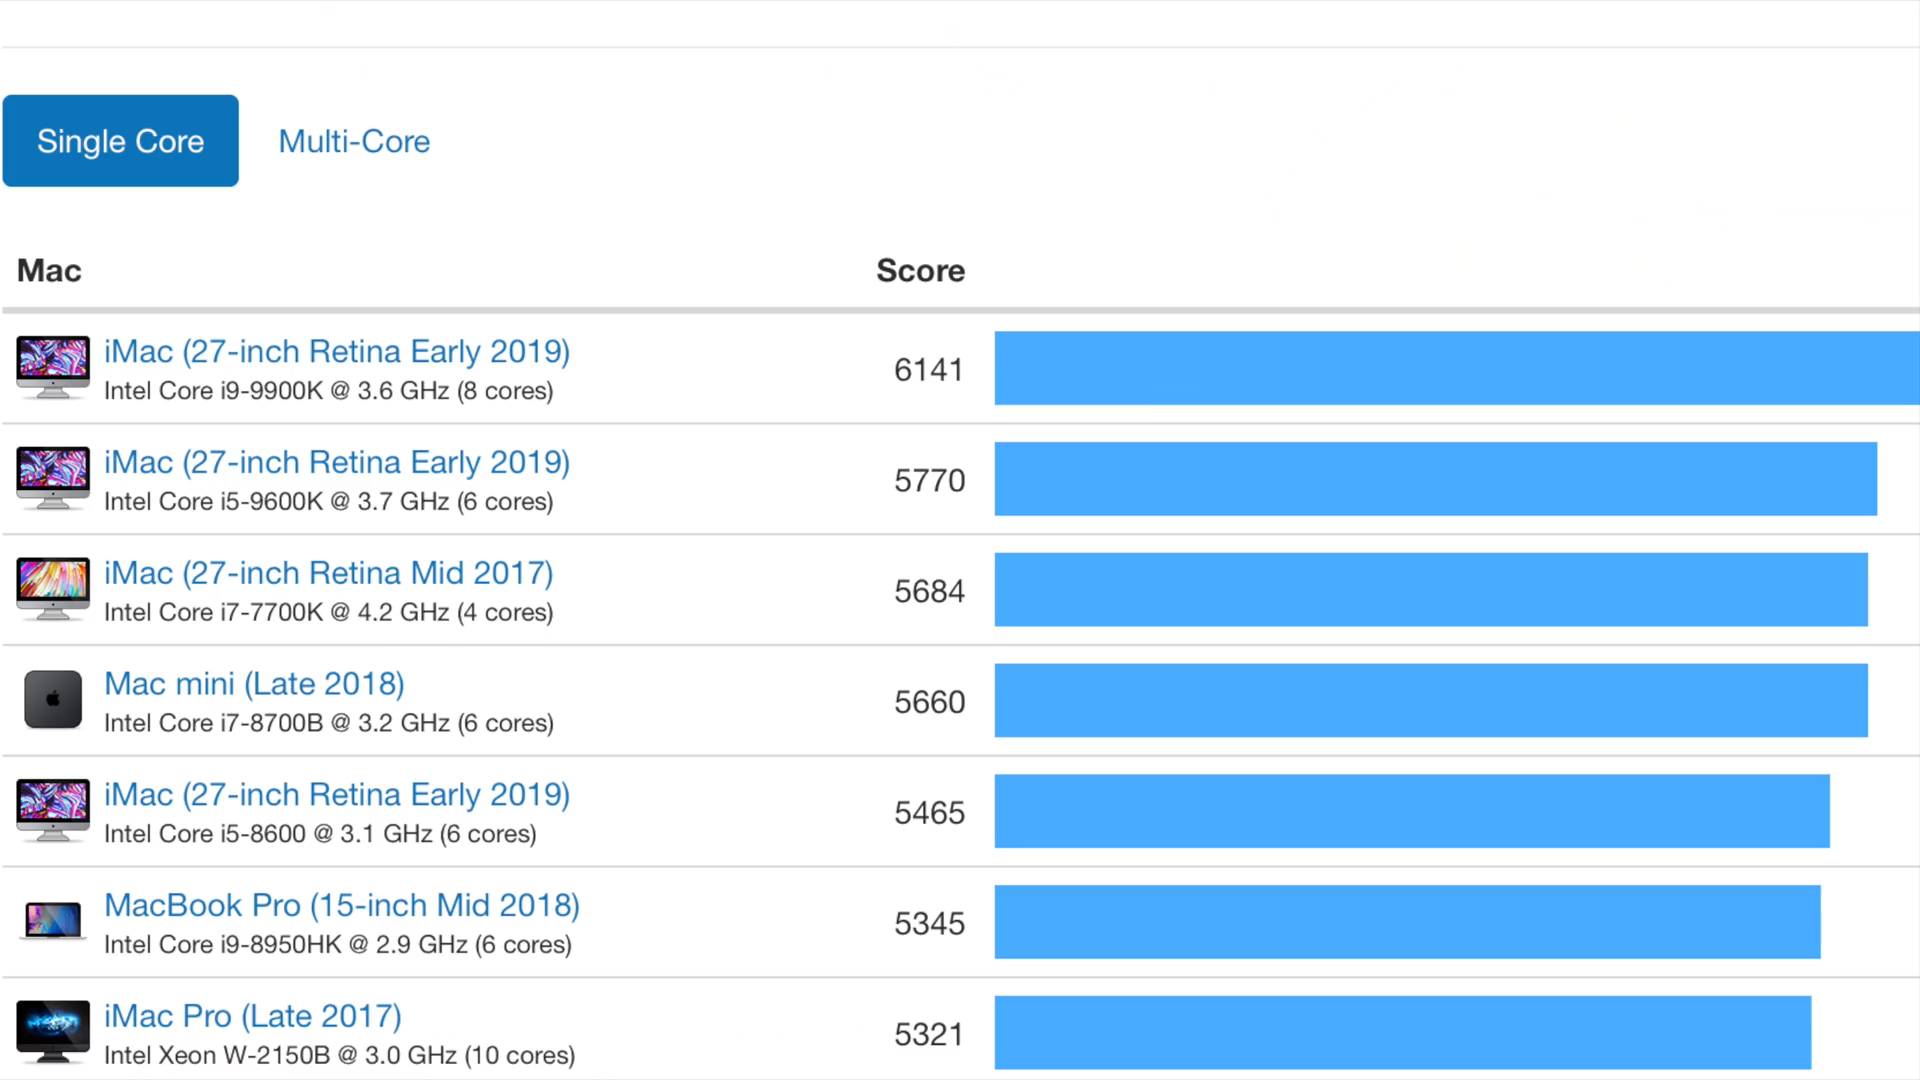 Single Core
Multi-Core
Mac
Score
iMac (27-inch Retina Early 2019)
Intel Core i9-9900K @ 3.6 GHz (8 cores)
6141
iMac (27-inch Retina Early 2019)
Intel Core i5-9600K @ 3.7 GHz (6 cores)
5770
iMac (27-inch Retina Mid 2017)
Intel Core i7-7700K @ 4.2 GHz (4 cores)
5684
Mac mini (Late 2018)
Intel Core i7-8700B @ 3.2 GHz (6 cores)
5660
iMac (27-inch Retina Early 2019)
Intel Core i5-8600 @ 3.1 GHz (6 cores)
5465
MacBook Pro (15-inch Mid 2018)
Intel Core i9-8950HK @ 2.9 GHz (6 cores)
5345
iMac Pro (Late 2017)
Intel Xeon W-2150B @ 3.0 GHz (10 cores)
5321